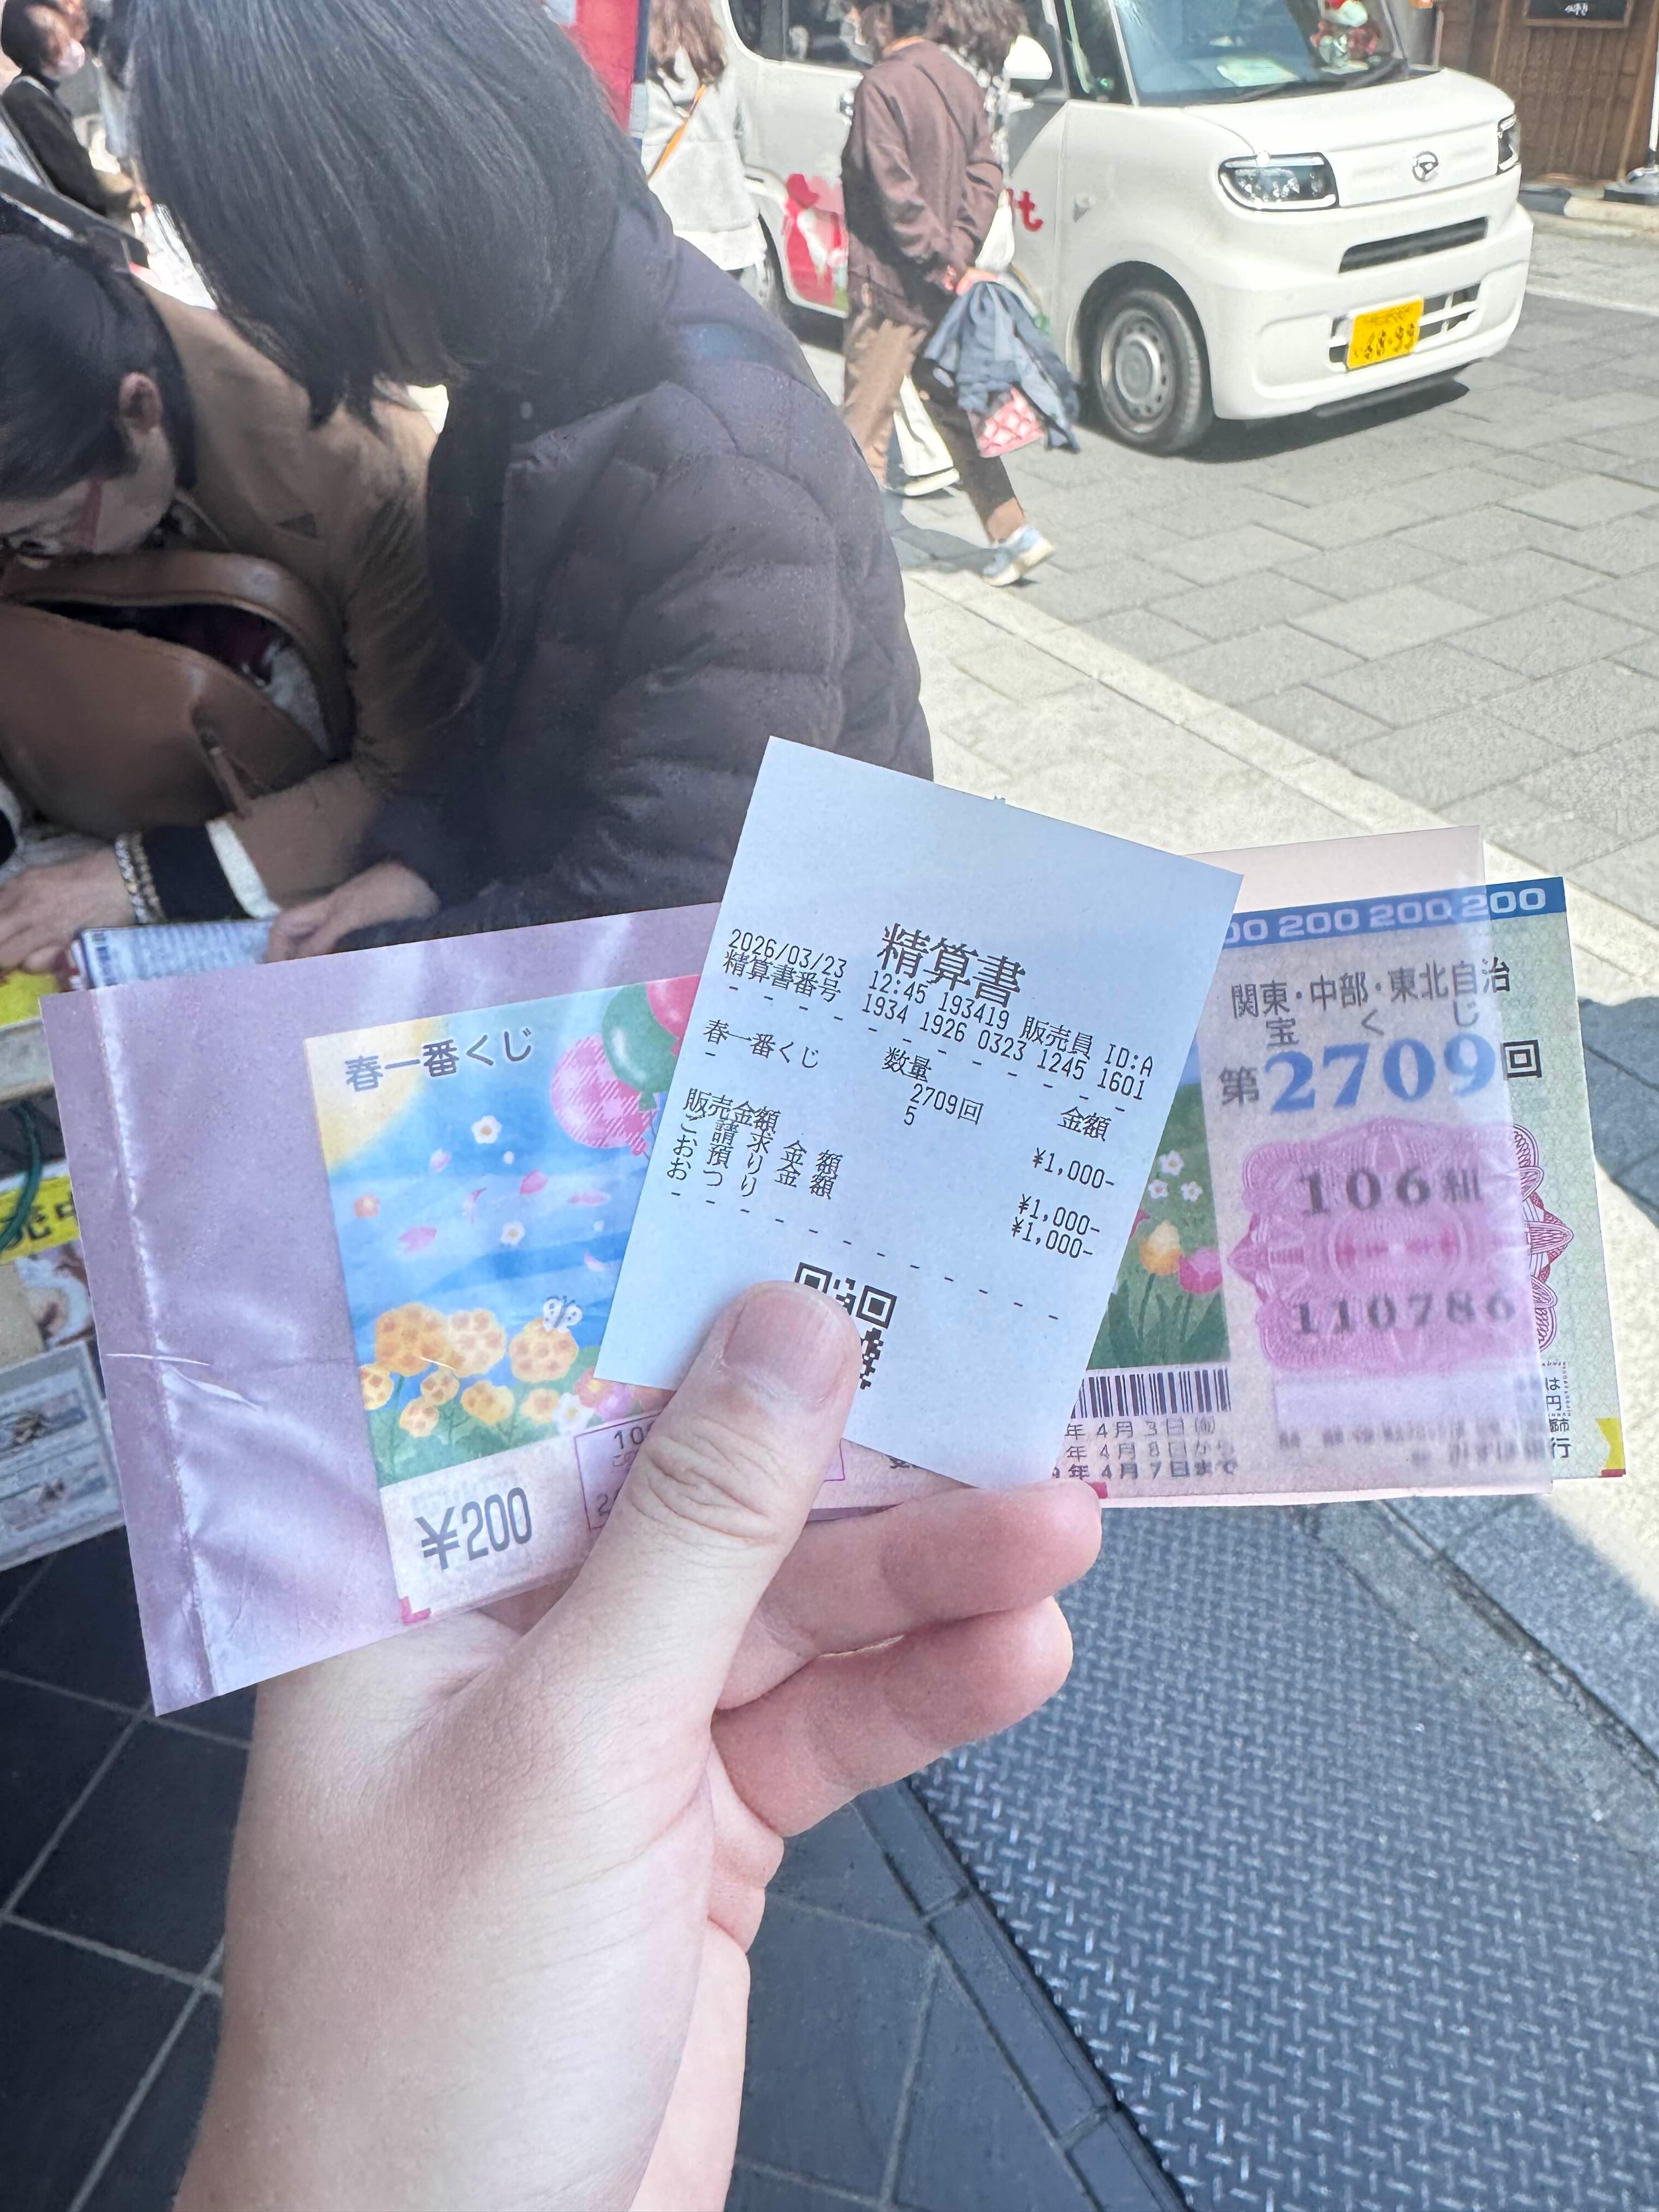 精算書
2026/03/23 12:45 193419 販売員 ID:A
精算書番号 1934 1926 0323 1245 1601
数量 金額
春一番くじ 2709回
5 ¥1,000-
販売金額
ご請求金額 ¥1,000-
お預り金額 ¥1,000-
おつり
春一番くじ
¥200
200 200 200
関東・中部・東北自治
宝くじ
第2709回
106組
110786
年4月3日
年4月8日から
年4月7日まで
68-99